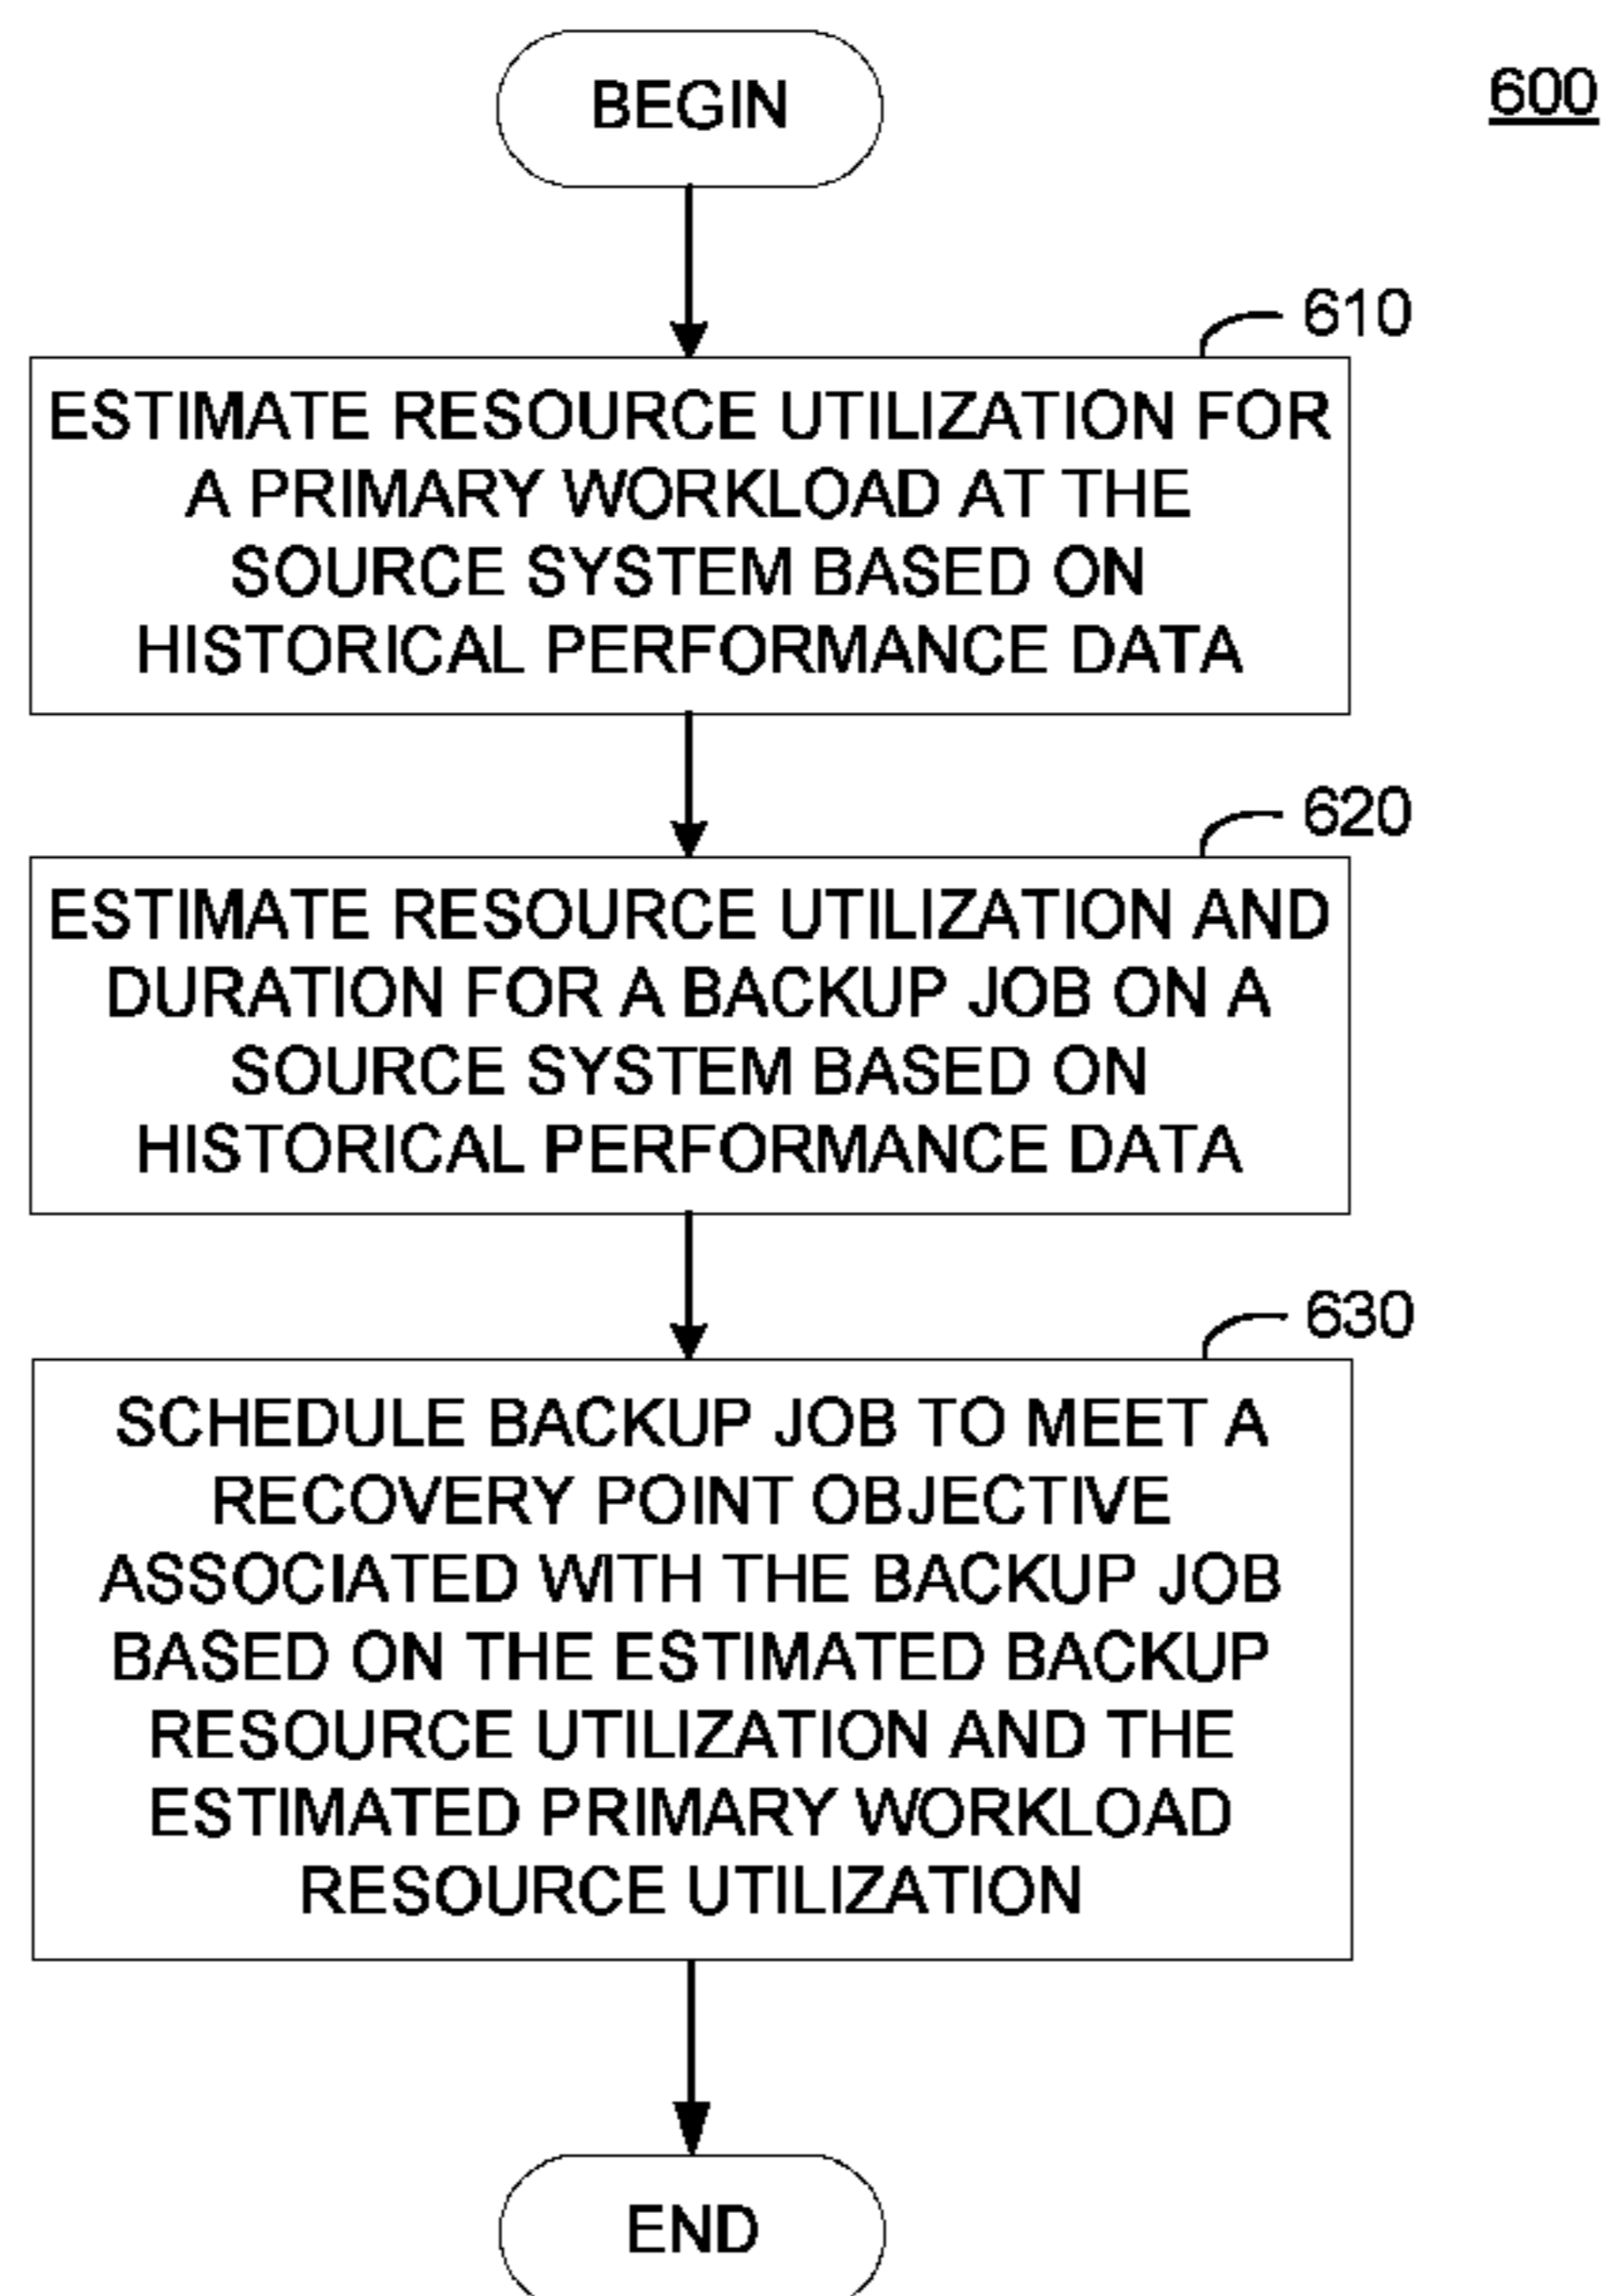 BEGIN
600
610
ESTIMATE RESOURCE UTILIZATION FOR
A PRIMARY WORKLOAD AT THE
SOURCE SYSTEM BASED ON
HISTORICAL PERFORMANCE DATA
620
ESTIMATE RESOURCE UTILIZATION AND
DURATION FOR A BACKUP JOB ON A
SOURCE SYSTEM BASED ON
HISTORICAL PERFORMANCE DATA
630
SCHEDULE BACKUP JOB TO MEET A
RECOVERY POINT OBJECTIVE
ASSOCIATED WITH THE BACKUP JOB
BASED ON THE ESTIMATED BACKUP
RESOURCE UTILIZATION AND THE
ESTIMATED PRIMARY WORKLOAD
RESOURCE UTILIZATION
END